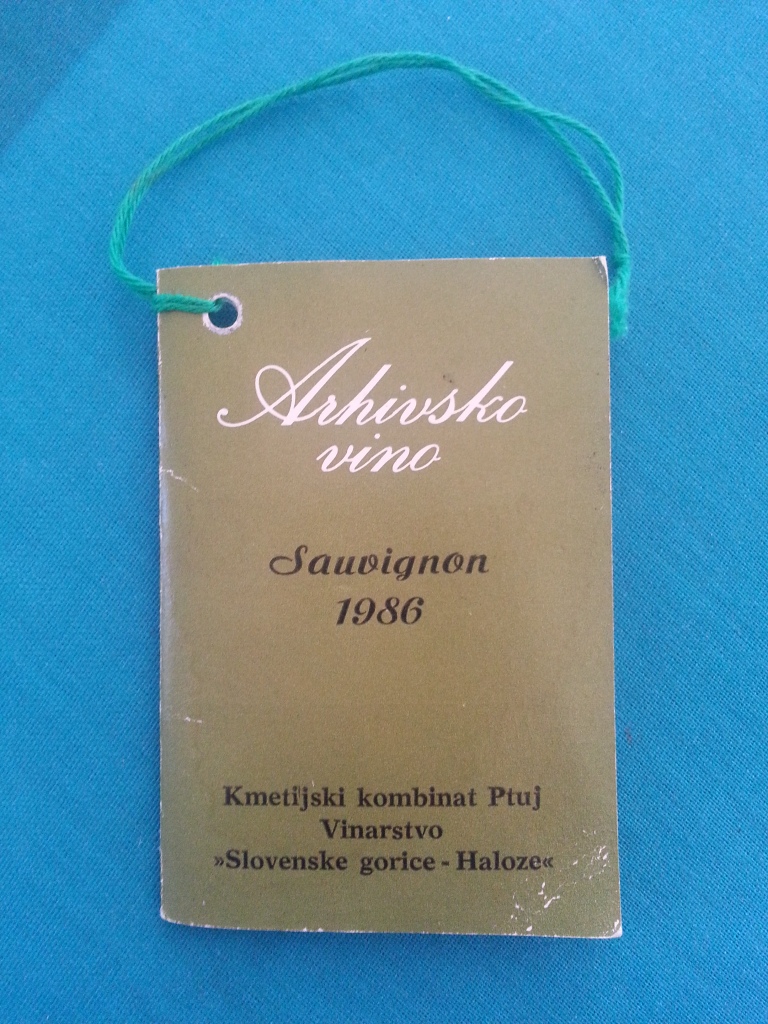 Arhivsko
vino
Sauvignon
1986
Kmetijski kombinat Ptuj
Vinarstvo
»Slovenske gorice - Haloze«